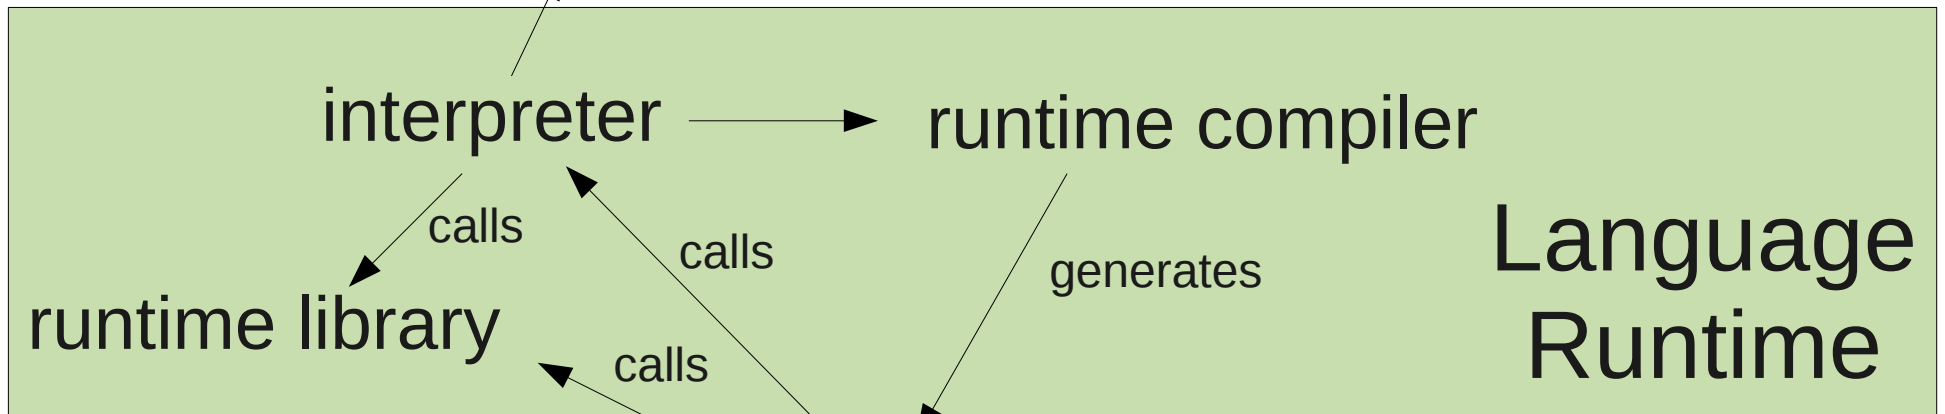 interpreter
runtime compiler
calls
calls
generates
Language
Runtime
runtime library
calls